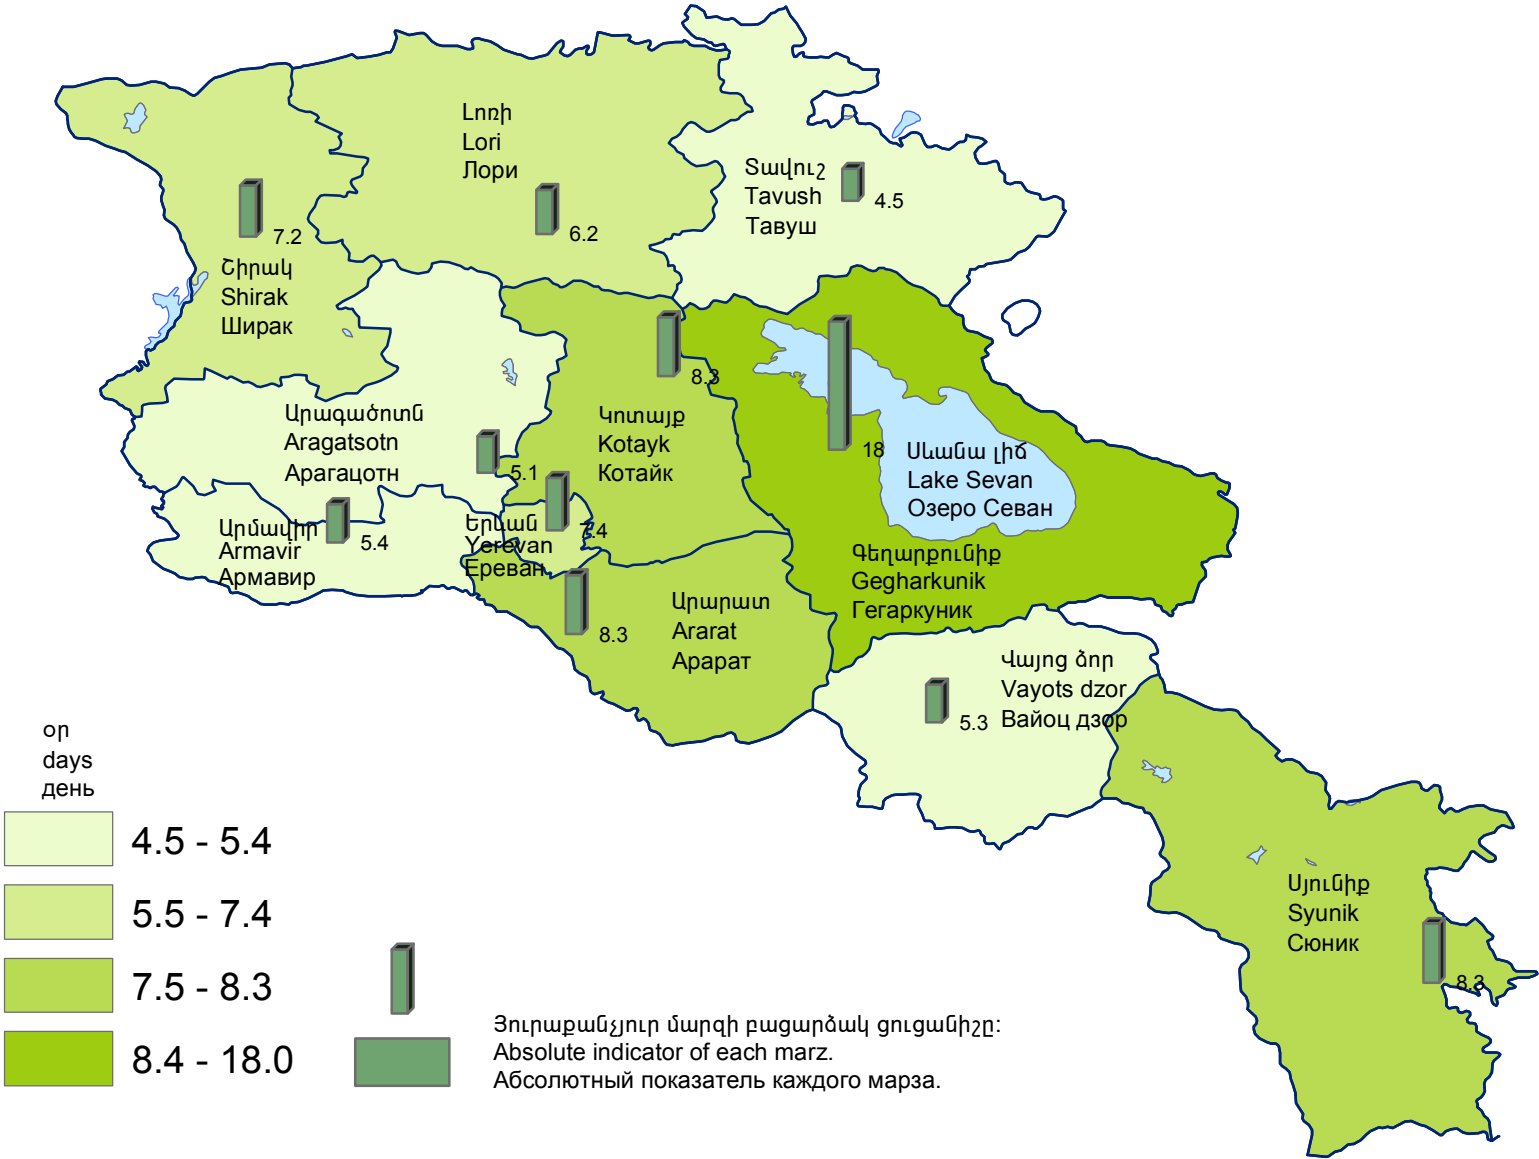 Լոռի
Lori
Лори
6.2
Տավուշ
Tavush
Тавуш
4.5
7.2
Շիրակ
Shirak
Ширак
8.3
Կոտայք
Kotayk
Котайк
Արագածոտն
Aragatsotn
Арагацотн
5.1
18
Սևանա լիճ
Lake Sevan
Озеро Севан
Արմավիր
Armavir
Армавир
5.4
Երևան
Yerevan
Ереван
7.4
Գեղարքունիք
Gegharkunik
Гегаркуник
8.3
Արարատ
Ararat
Арарат
Վայոց ձոր
Vayots dzor
Вайоц дзор
5.3
օր
days
день
4.5 - 5.4
5.5 - 7.4
7.5 - 8.3
8.4 - 18.0
Սյունիք
Syunik
Сюник
8.3
Յուրաքանչյուր մարզի բացարձակ ցուցանիշը:
Absolute indicator of each marz.
Абсолютный показатель каждого марза.